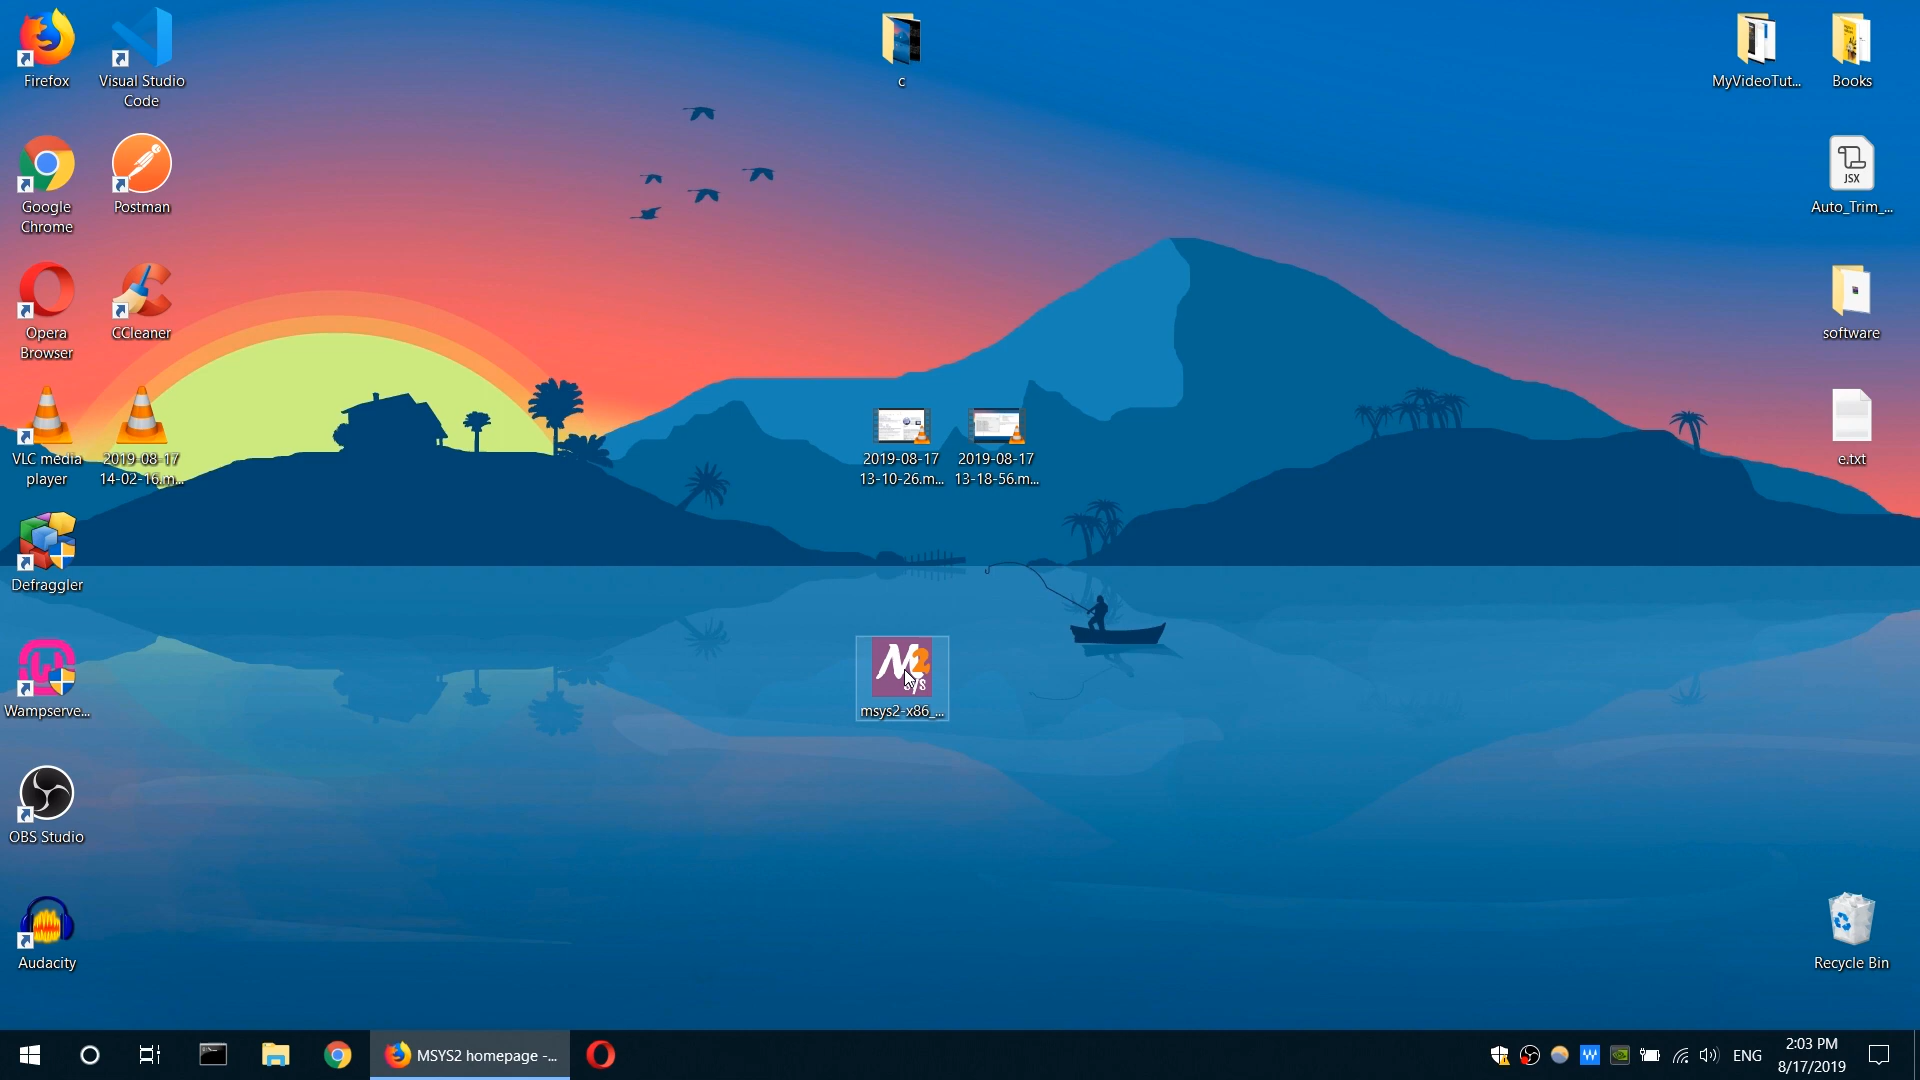 Firefox
Visual Studio
Code
c
MyVideoTut...
Books
Google
Chrome
Postman
JSX
Auto_Trim_...
Opera
Browser
CCleaner
software
VLC media
player
2019-08-17
14-02-16.m...
2019-08-17
13-10-26.m...
2019-08-17
13-18-56.m...
e.txt
Defraggler
M2
sys
msys2-x86_...
Wampserve...
OBS Studio
Audacity
Recycle Bin
MSYS2 homepage -...
ENG
2:03 PM
8/17/2019